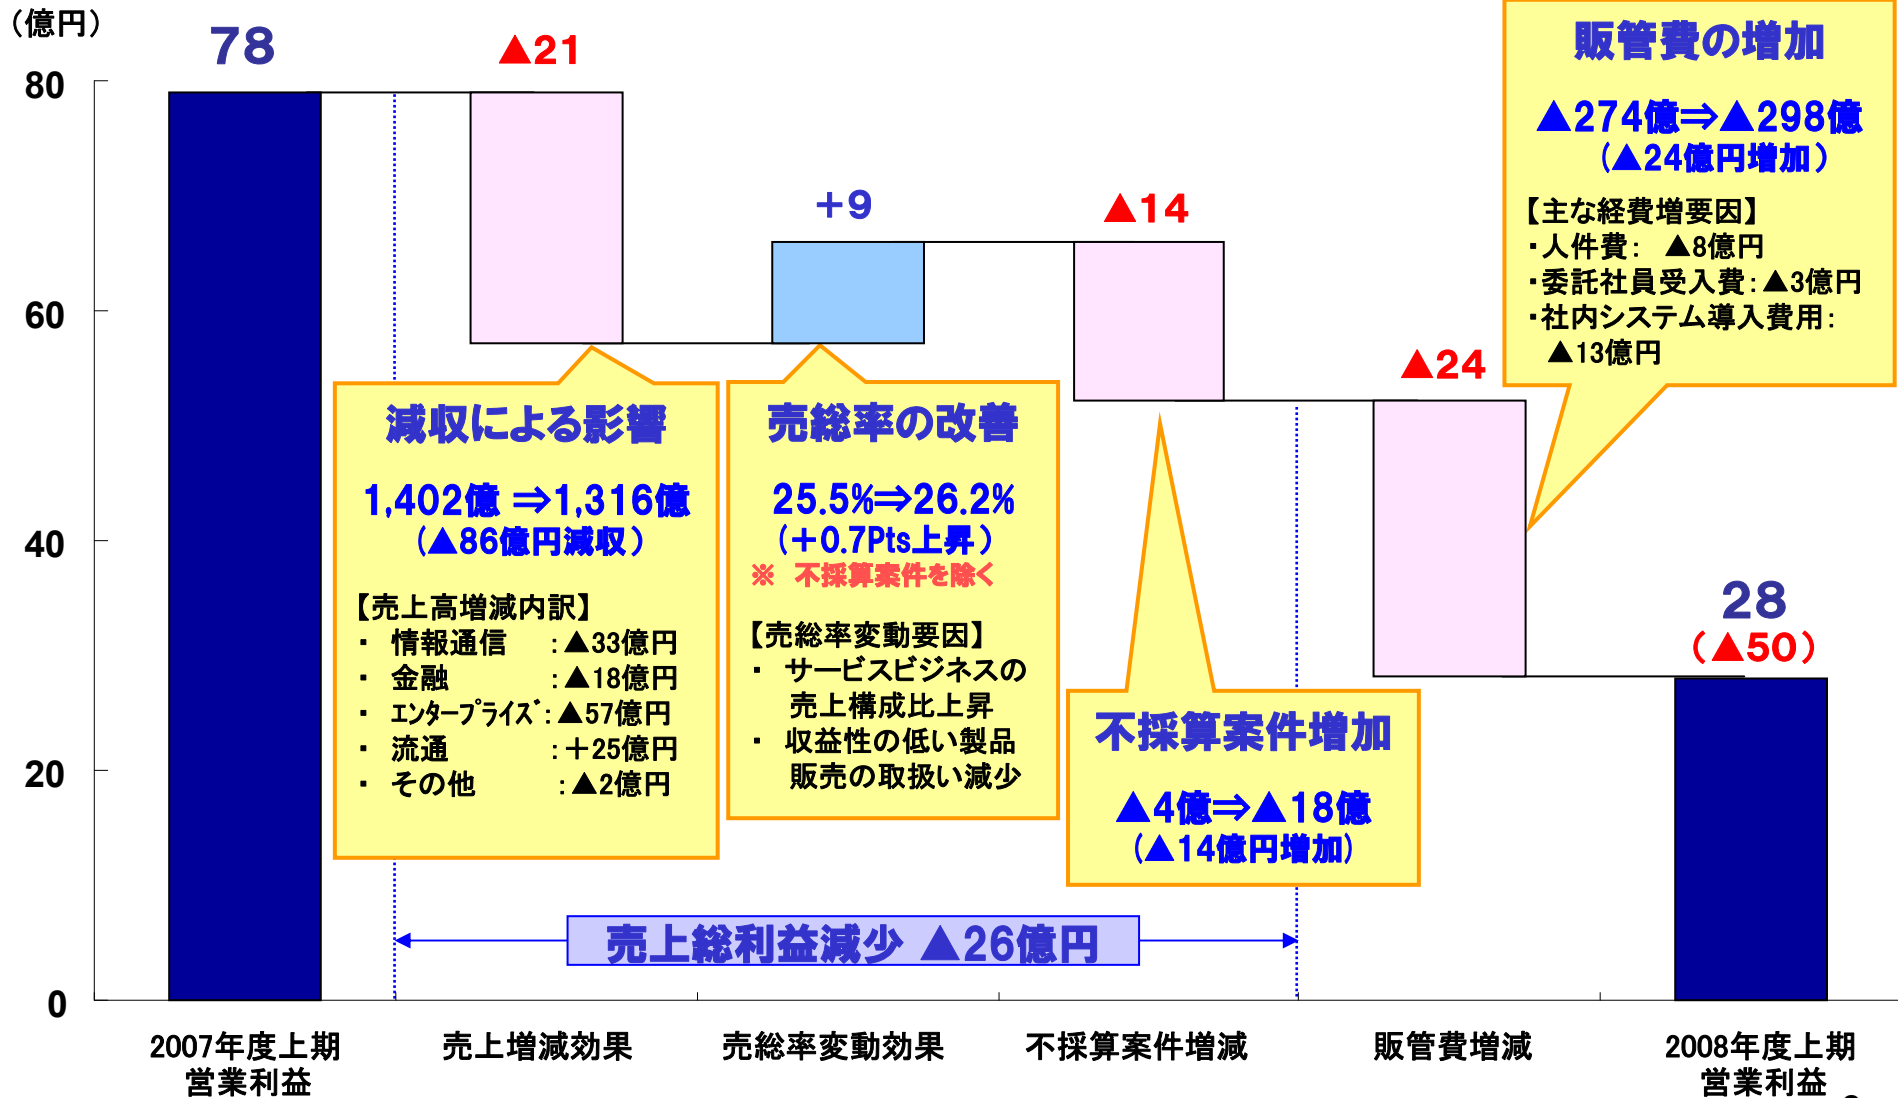 （億円）
80
60
40
20
0
78
▲21
＋9
▲14
▲24
28
（▲50）
減収による影響
1,402億 ⇒1,316億
（▲86億円減収）
【売上高増減内訳】
・ 情報通信 ：▲33億円
・ 金融 ：▲18億円
・ ｴﾝﾀｰﾌﾟﾗｲｽﾞ：▲57億円
・ 流通 ：＋25億円
・ その他 ：▲2億円
売総率の改善
25.5%⇒26.2%
（＋0.7Pts上昇）
※ 不採算案件を除く
【売総率変動要因】
・ サービスビジネスの
売上構成比上昇
・ 収益性の低い製品
販売の取扱い減少
不採算案件増加
▲4億⇒▲18億
（▲14億円増加）
販管費の増加
▲274億⇒▲298億
（▲24億円増加）
【主な経費増要因】
・人件費： ▲8億円
・委託社員受入費：▲3億円
・社内システム導入費用：
▲13億円
売上総利益減少 ▲26億円
2007年度上期
営業利益
売上増減効果
売総率変動効果
不採算案件増減
販管費増減
2008年度上期
営業利益